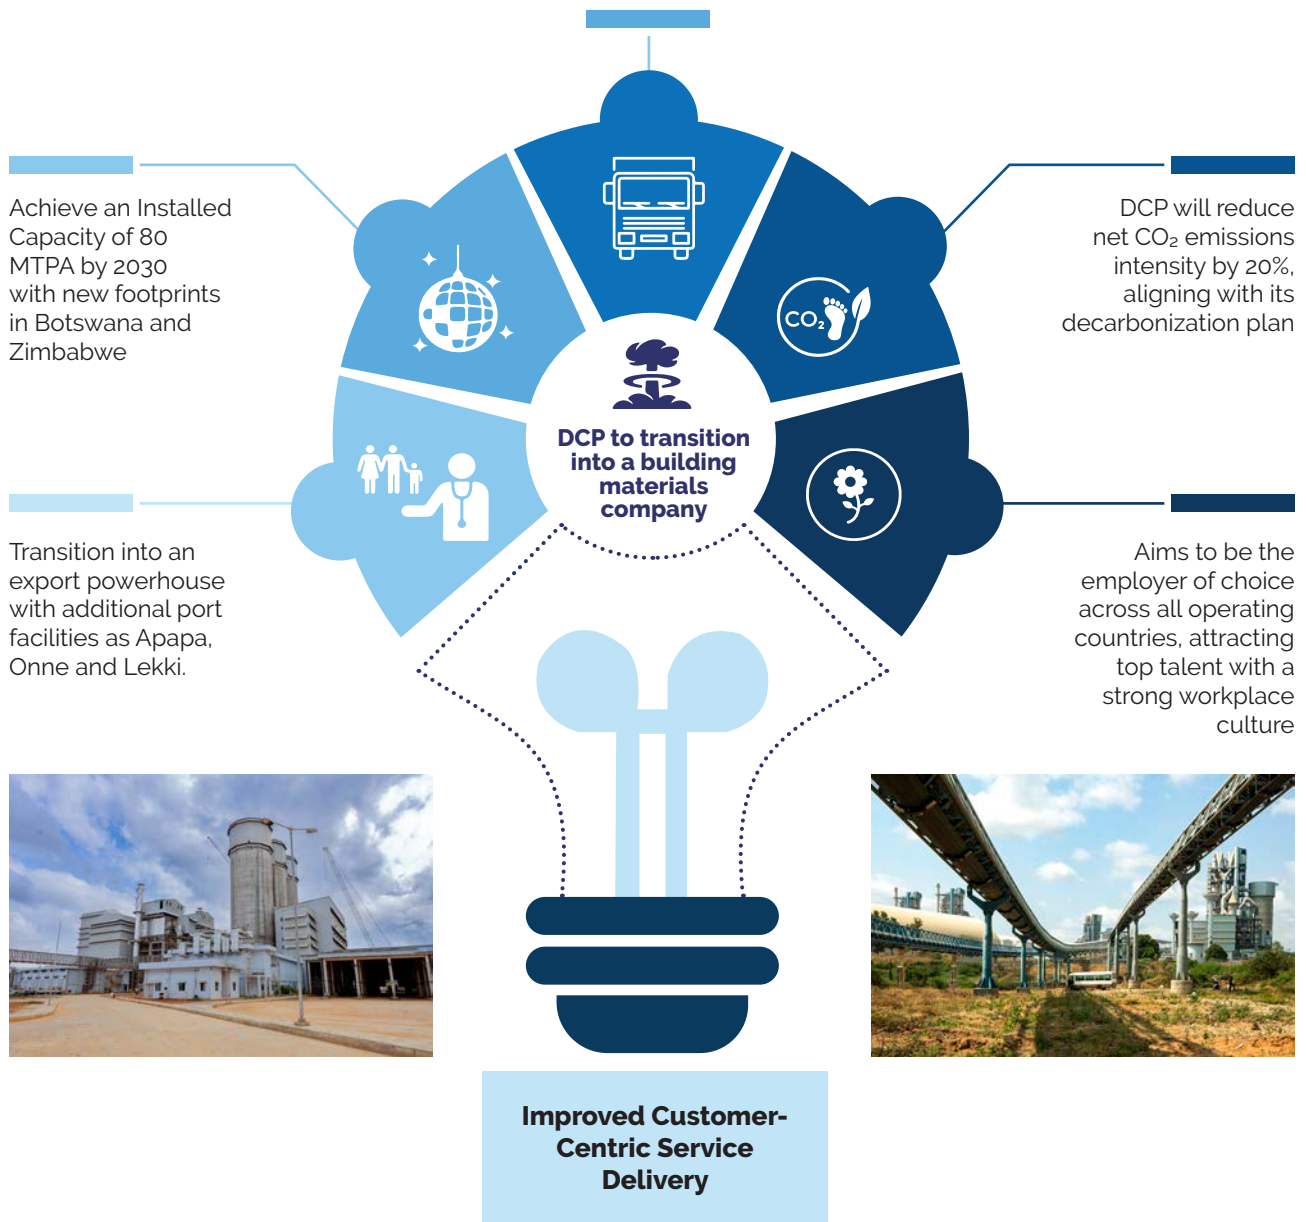 Achieve an Installed
Capacity of 80
MTPA by 2030
with new footprints
in Botswana and
Zimbabwe
DCP will reduce
net CO₂ emissions
intensity by 20%,
aligning with its
decarbonization plan
CO₂
DCP to transition
into a building
materials
company
Transition into an
export powerhouse
with additional port
facilities as Apapa,
Onne and Lekki.
Aims to be the
employer of choice
across all operating
countries, attracting
top talent with a
strong workplace
culture
Improved Customer-
Centric Service
Delivery